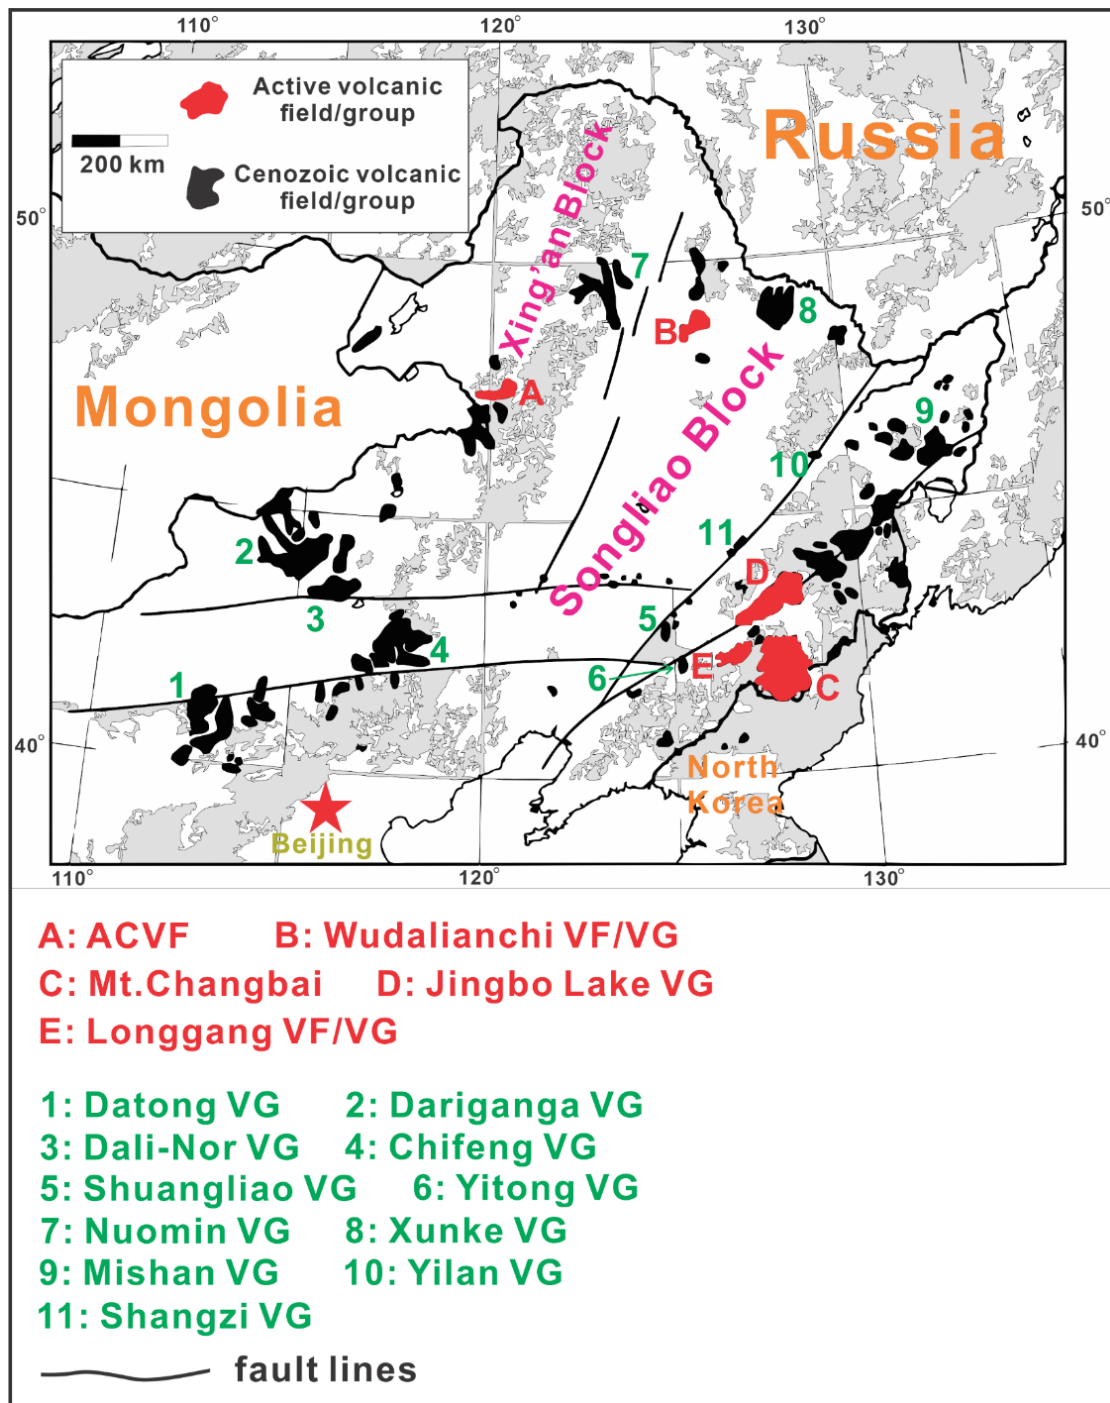 110° 120° 130°
Active volcanic
field/group
200 km
Cenozoic volcanic
field/group
Russia
Xing'an Block
50° 50°
7
8
B
Mongolia
A
9
Songliao Block
10
11
2
D
3
5
4
E
6
1
C
40° 40°
North
Korea
Beijing
110° 120° 130°
A: ACVF B: Wudalianchi VF/VG
C: Mt.Changbai D: Jingbo Lake VG
E: Longgang VF/VG
1: Datong VG 2: Dariganga VG
3: Dali-Nor VG 4: Chifeng VG
5: Shuangliao VG 6: Yitong VG
7: Nuomin VG 8: Xunke VG
9: Mishan VG 10: Yilan VG
11: Shangzi VG
fault lines